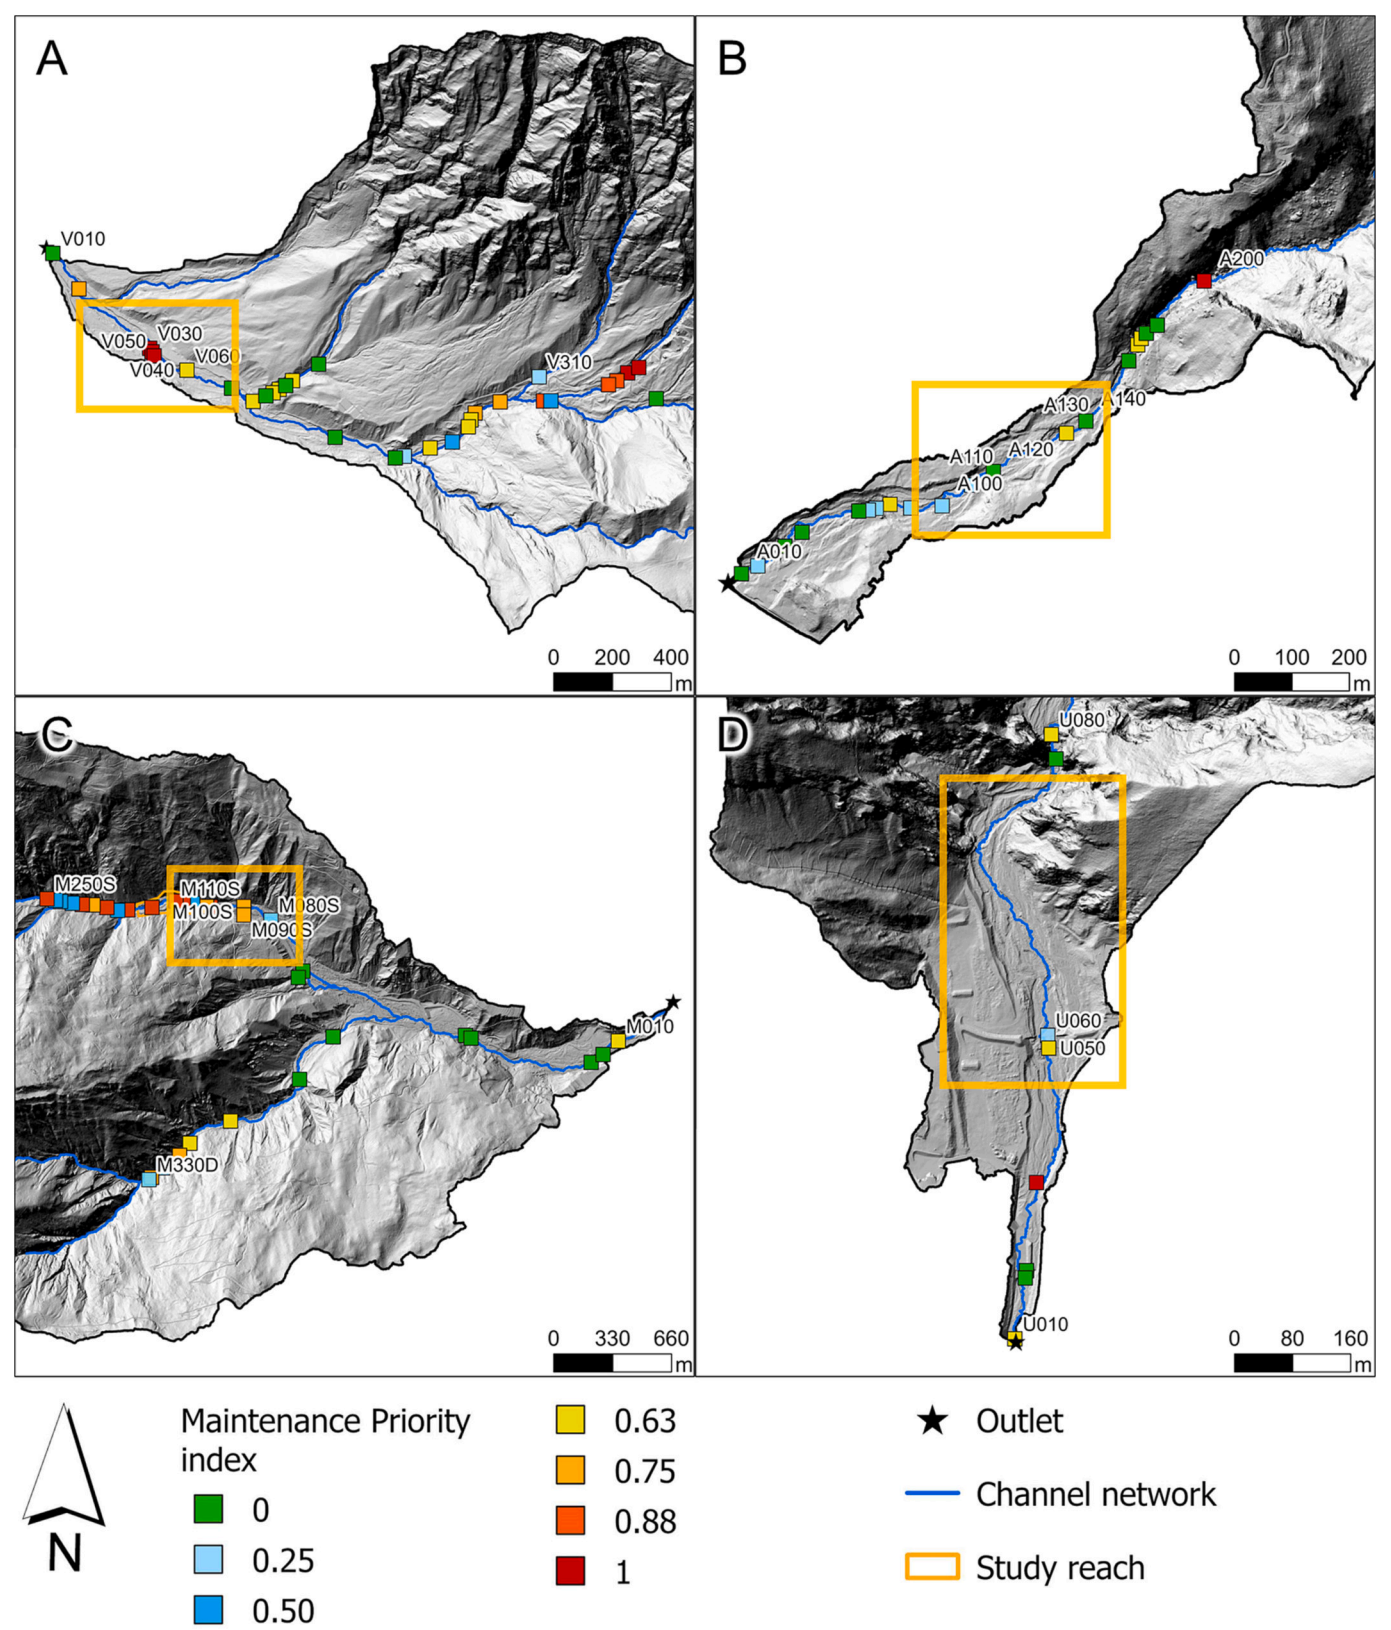 A
V010
V030
V050
V040
V060
V310
0 200 400
m
B
A200
A140
A130
A120
A110
A100
A010
0 100 200
m
C
M250S
M110S
M100S
M080S
M090S
M010
M330D
0 330 660
m
D
U080
U060
U050
U010
0 80 160
m
N
Maintenance Priority
index
0
0.25
0.50
0.63
0.75
0.88
1
Outlet
Channel network
Study reach